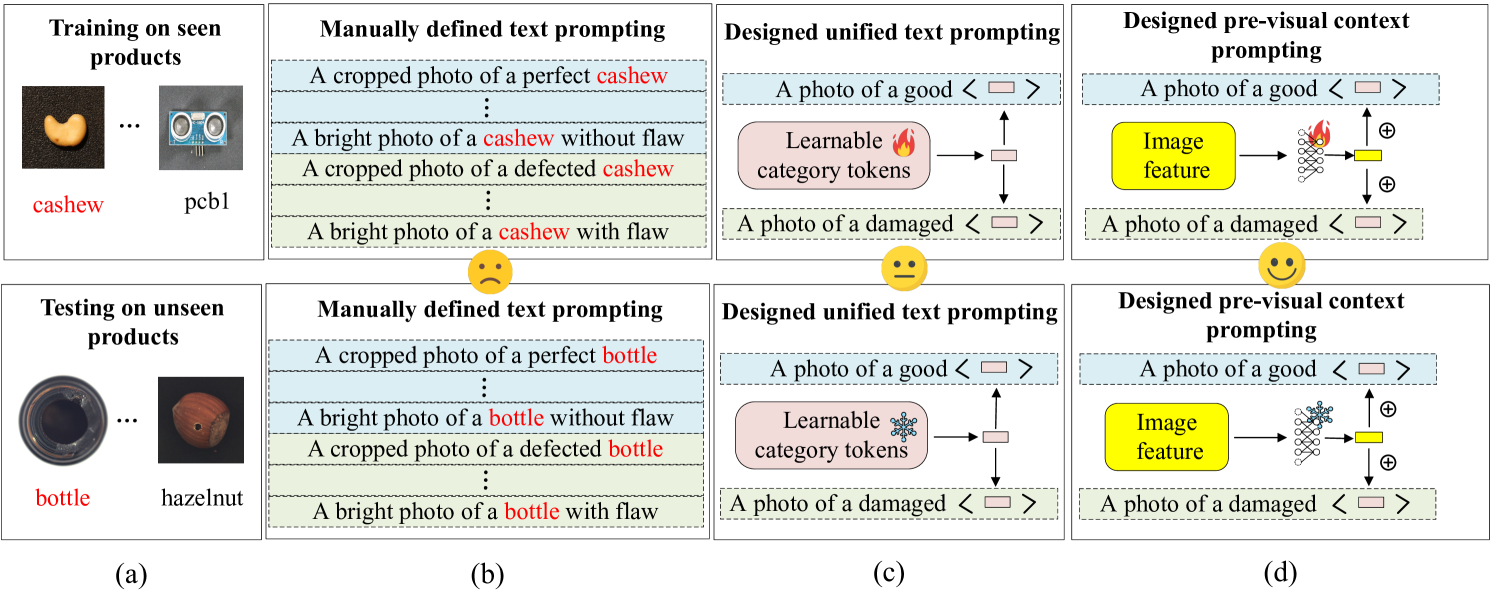 Training on seen
products
cashew
...
pcb1
Manually defined text prompting
A cropped photo of a perfect cashew
⋮
A bright photo of a cashew without flaw
A cropped photo of a defected cashew
⋮
A bright photo of a cashew with flaw
Designed unified text prompting
A photo of a good < >
Learnable
category tokens
A photo of a damaged < >
Designed pre-visual context
prompting
A photo of a good < >
Image
feature
⊕
⊕
A photo of a damaged < >
Testing on unseen
products
bottle
...
hazelnut
Manually defined text prompting
A cropped photo of a perfect bottle
⋮
A bright photo of a bottle without flaw
A cropped photo of a defected bottle
⋮
A bright photo of a bottle with flaw
Designed unified text prompting
A photo of a good < >
Learnable
category tokens
A photo of a damaged < >
Designed pre-visual context
prompting
A photo of a good < >
Image
feature
⊕
⊕
A photo of a damaged < >
(a)
(b)
(c)
(d)